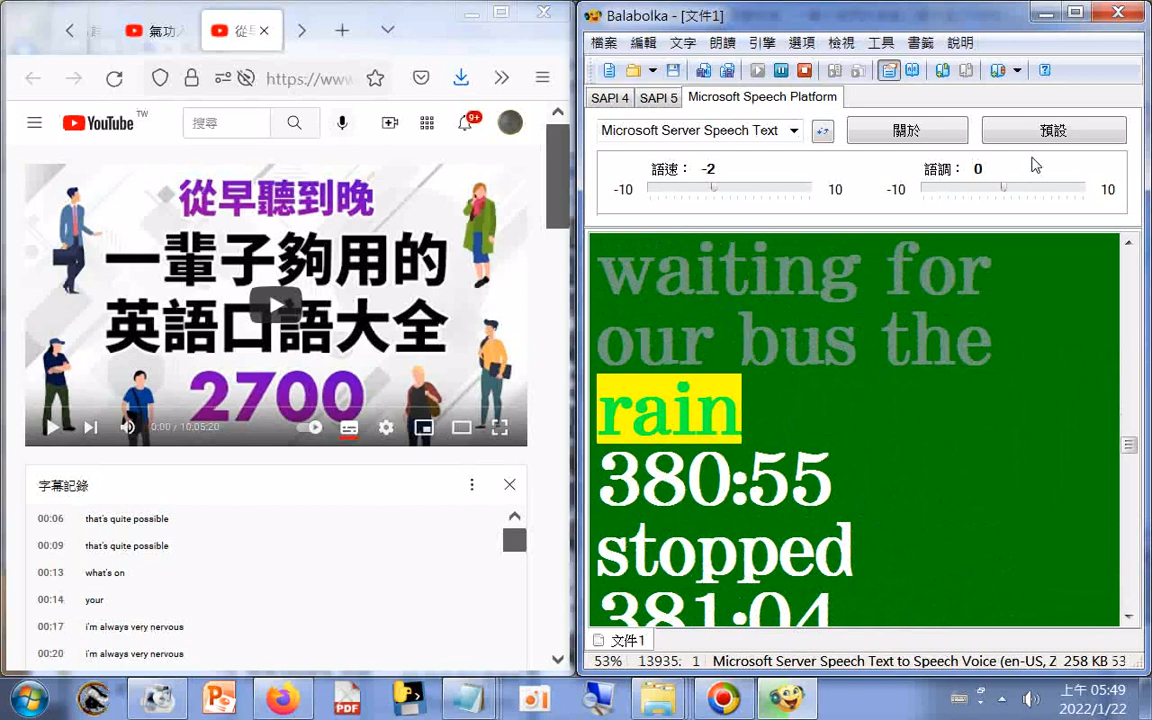 從早
https://www
YouTube TW
搜尋
9+
從早聽到晚
一輩子夠用的
英語口語大全
2700
0:00 / 10:05:20
字幕記錄
00:06 that's quite possible
00:09 that's quite possible
00:13 what's on
00:14 your
00:17 i'm always very nervous
00:20 i'm always very nervous
Balabolka - [文件1]
檔案 編輯 文字 朗讀 引擎 選項 檢視 工具 書籤 說明
SAPI 4 SAPI 5 Microsoft Speech Platform
Microsoft Server Speech Text 關於 預設
語速： -2 語調： 0
-10 10 -10 10
waiting for
our bus the
rain
380:55
stopped
381:04
文件1
53% 13935: 1 Microsoft Server Speech Text to Speech Voice (en-US, Z 258 KB 53
PDF
上午 05:49
2022/1/22